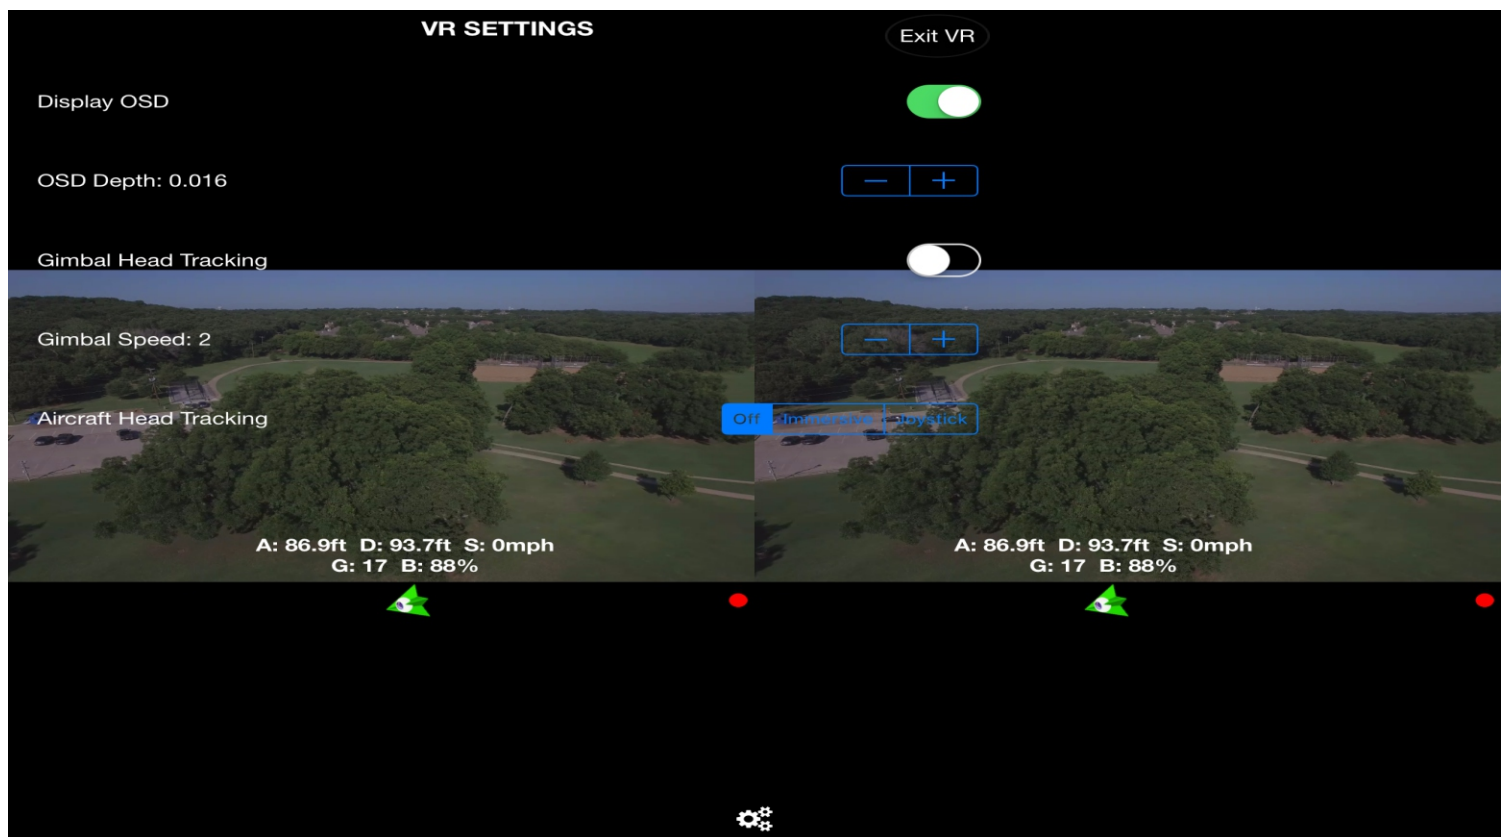 VR SETTINGS
Exit VR
Display OSD
OSD Depth: 0.016
Gimbal Head Tracking
Gimbal Speed: 2
Aircraft Head Tracking
Off Immersive Joystick
A: 86.9ft D: 93.7ft S: 0mph
G: 17 B: 88%
A: 86.9ft D: 93.7ft S: 0mph
G: 17 B: 88%